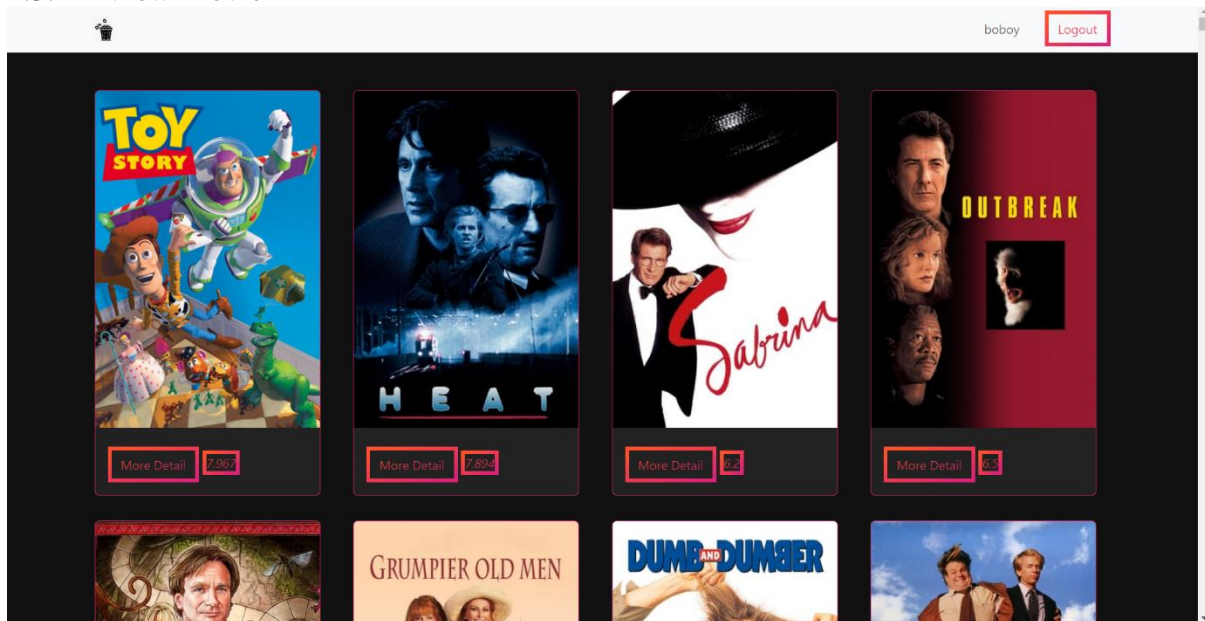 boboy Logout
TOY
STORY
HEAT
Sabrina
OUTBREAK
More Detail 7.967
More Detail 7.894
More Detail 6.2
More Detail 6.5
GRUMPIER OLD MEN
DUMB AND DUMBER